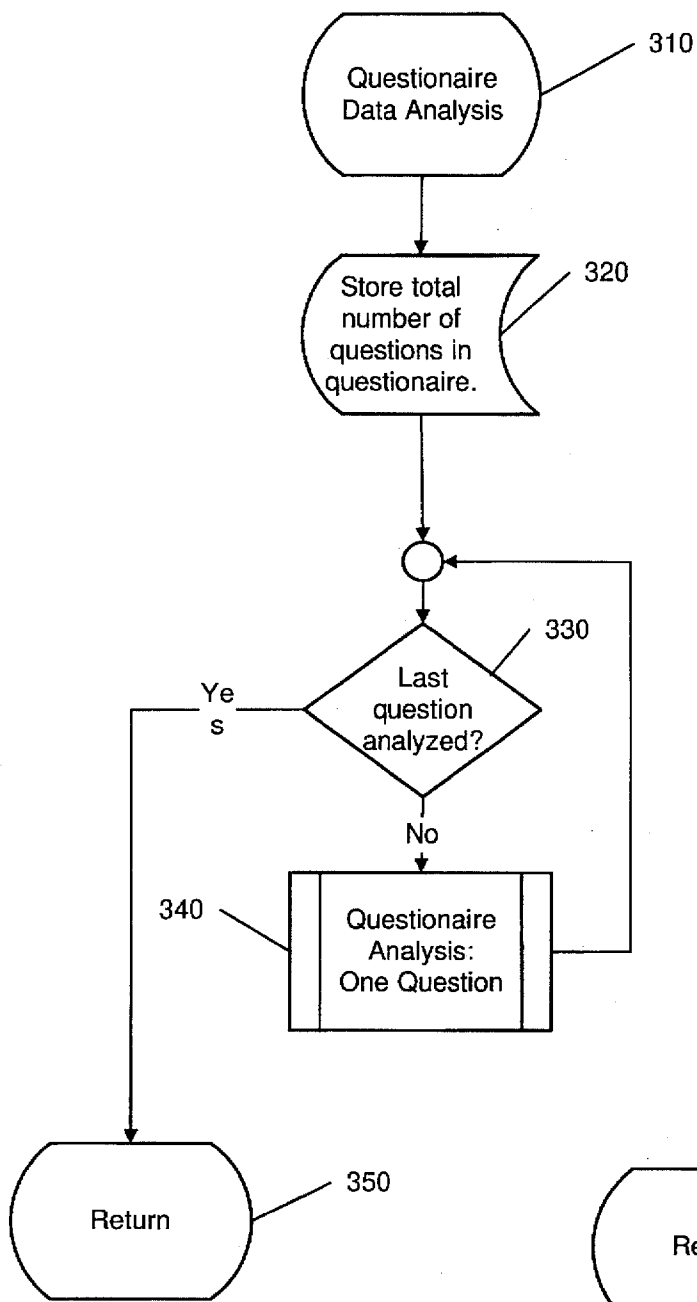 310
Questionaire
Data Analysis
320
Store total
number of
questions in
questionaire.
330
Last
question
analyzed?
Ye
s
No
340
Questionaire
Analysis:
One Question
350
Return